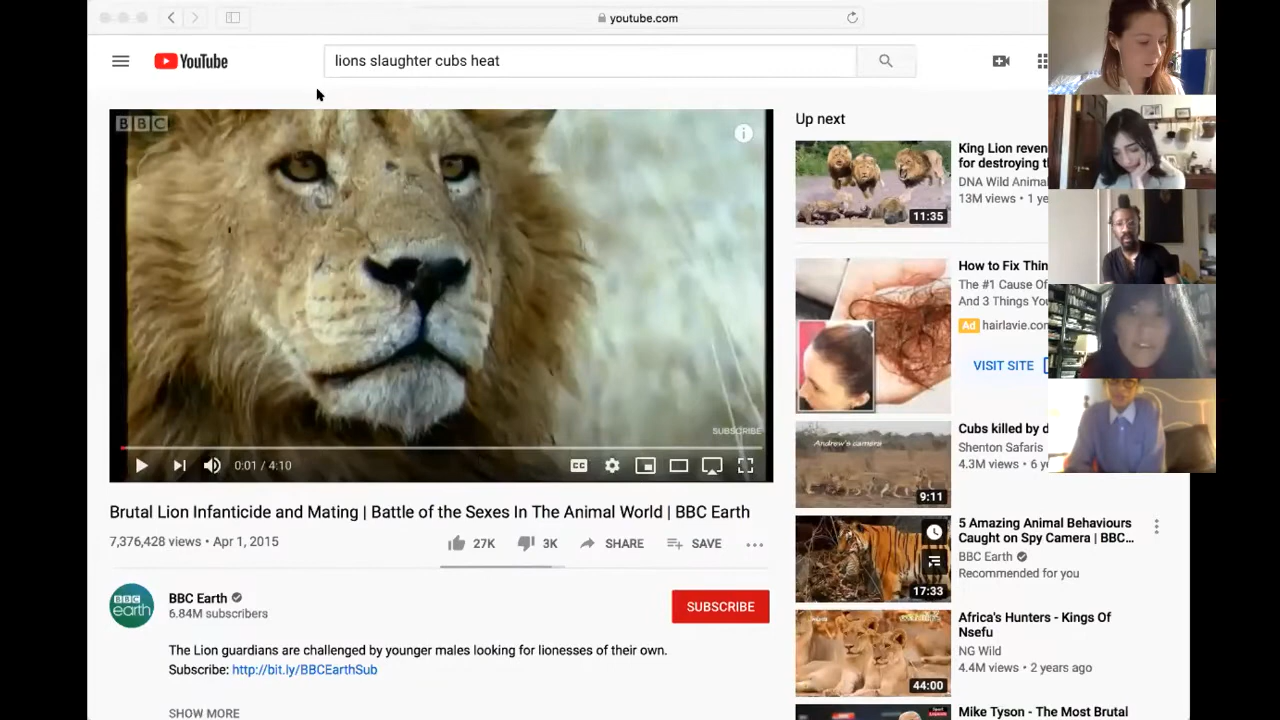 youtube.com
YouTube
lions slaughter cubs heat
BBC
SUBSCRIBE
0:01 / 4:10
CC
Brutal Lion Infanticide and Mating | Battle of the Sexes In The Animal World | BBC Earth
7,376,428 views • Apr 1, 2015
27K
3K
SHARE
SAVE
BBC
earth
BBC Earth
6.84M subscribers
SUBSCRIBE
The Lion guardians are challenged by younger males looking for lionesses of their own.
Subscribe: http://bit.ly/BBCEarthSub
SHOW MORE
Up next
11:35
King Lion reven
for destroying t
DNA Wild Anima
13M views • 1 ye
How to Fix Thin
The #1 Cause Of
And 3 Things You
Ad hairlavie.con
VISIT SITE
Andrew's camera
9:11
Cubs killed by d
Shenton Safaris
4.3M views • 6 y
17:33
5 Amazing Animal Behaviours
Caught on Spy Camera | BBC...
BBC Earth
Recommended for you
44:00
Africa's Hunters - Kings Of
Nsefu
NG Wild
4.4M views • 2 years ago
Mike Tyson - The Most Brutal